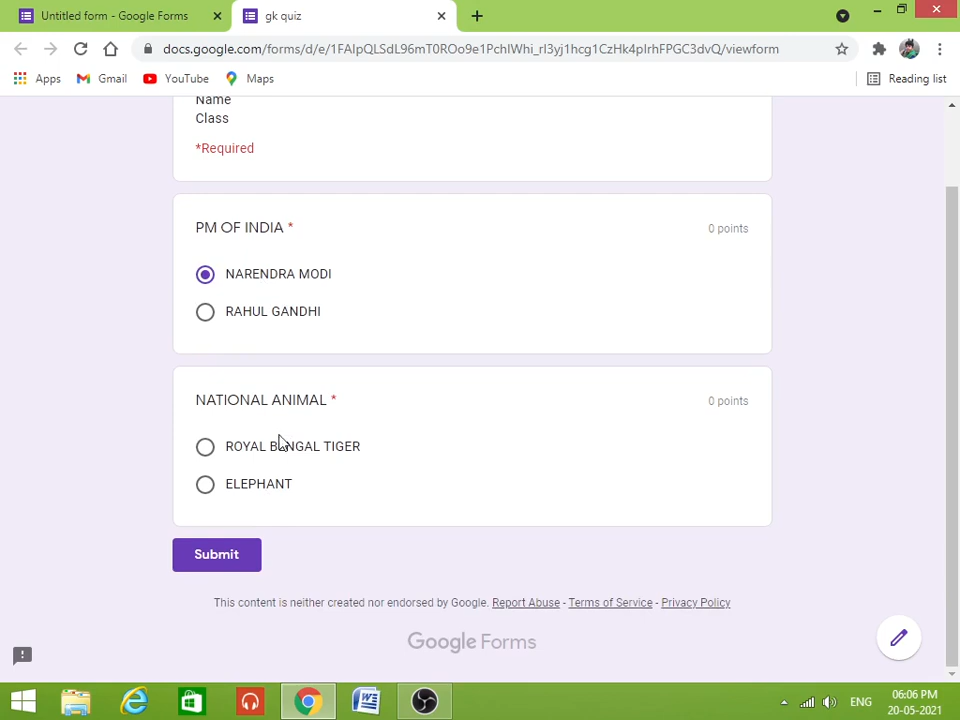 Untitled form - Google Forms
gk quiz
docs.google.com/forms/d/e/1FAIpQLSdL96mT0ROo9e1PchIWhi_rl3yj1hcg1CzHk4pIrhFPGC3dvQ/viewform
Apps
Gmail
YouTube
Maps
Reading list
Name
Class
*Required
PM OF INDIA *
0 points
NARENDRA MODI
RAHUL GANDHI
NATIONAL ANIMAL *
0 points
ROYAL BENGAL TIGER
ELEPHANT
Submit
This content is neither created nor endorsed by Google. Report Abuse - Terms of Service - Privacy Policy
Google Forms
ENG
06:06 PM
20-05-2021